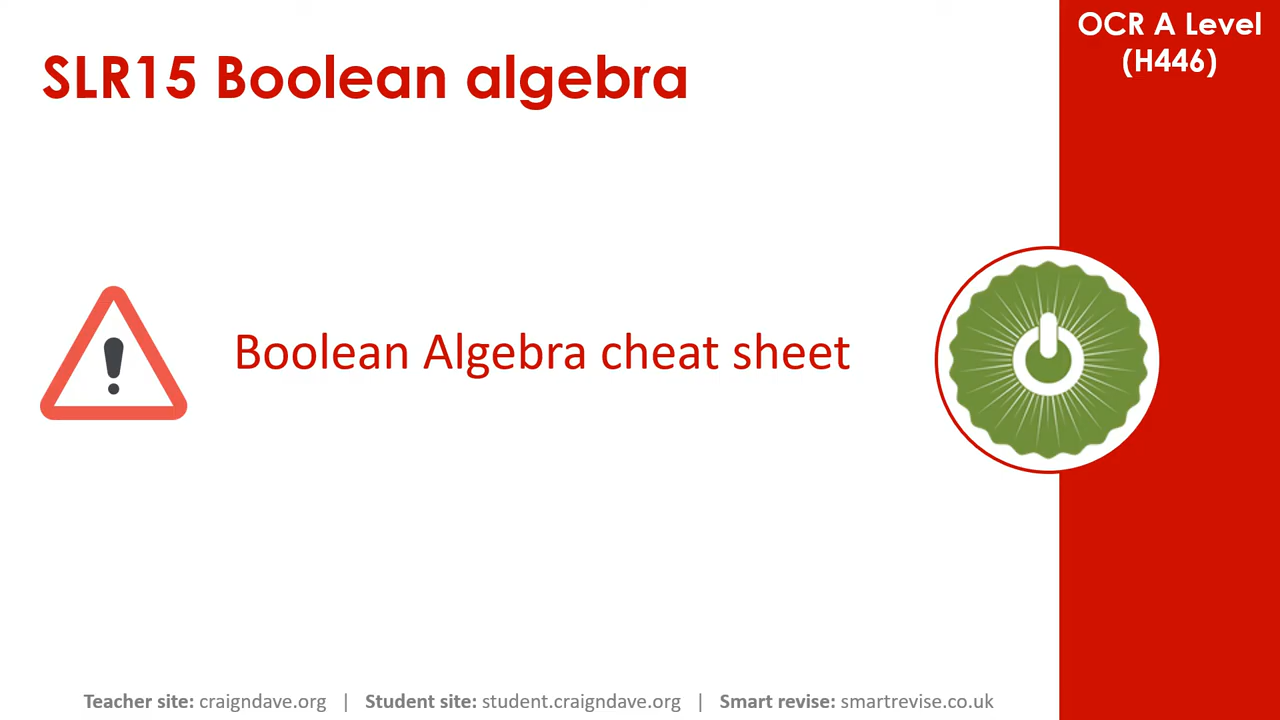 SLR15 Boolean algebra
OCR A Level
(H446)
Boolean Algebra cheat sheet
Teacher site: craigndave.org | Student site: student.craigndave.org | Smart revise: smartrevise.co.uk